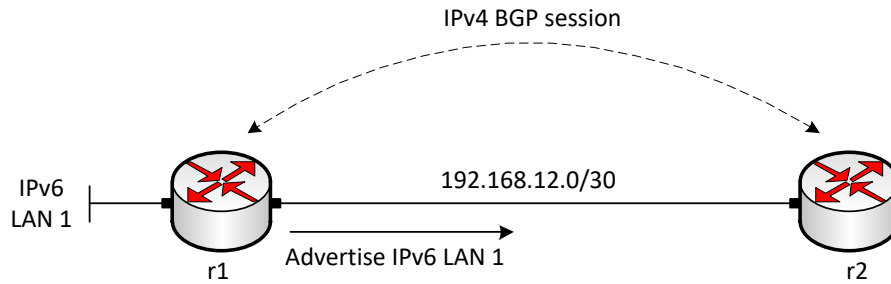 IPv4 BGP session
IPv6
LAN 1
192.168.12.0/30
Advertise IPv6 LAN 1
r1
r2